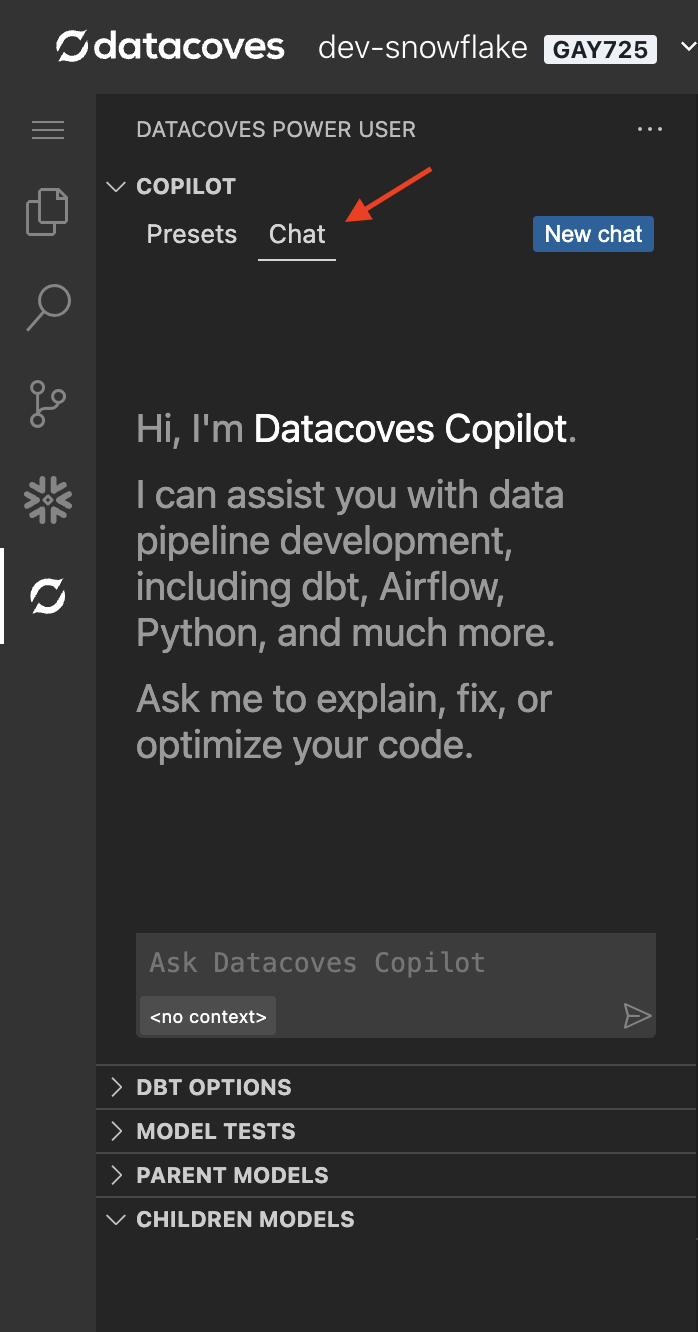 datacoves dev-snowflake GAY725
DATACOVES POWER USER
COPILOT
Presets Chat New chat
Hi, I'm Datacoves Copilot.
I can assist you with data
pipeline development,
including dbt, Airflow,
Python, and much more.
Ask me to explain, fix, or
optimize your code.
Ask Datacoves Copilot
<no context>
DBT OPTIONS
MODEL TESTS
PARENT MODELS
CHILDREN MODELS